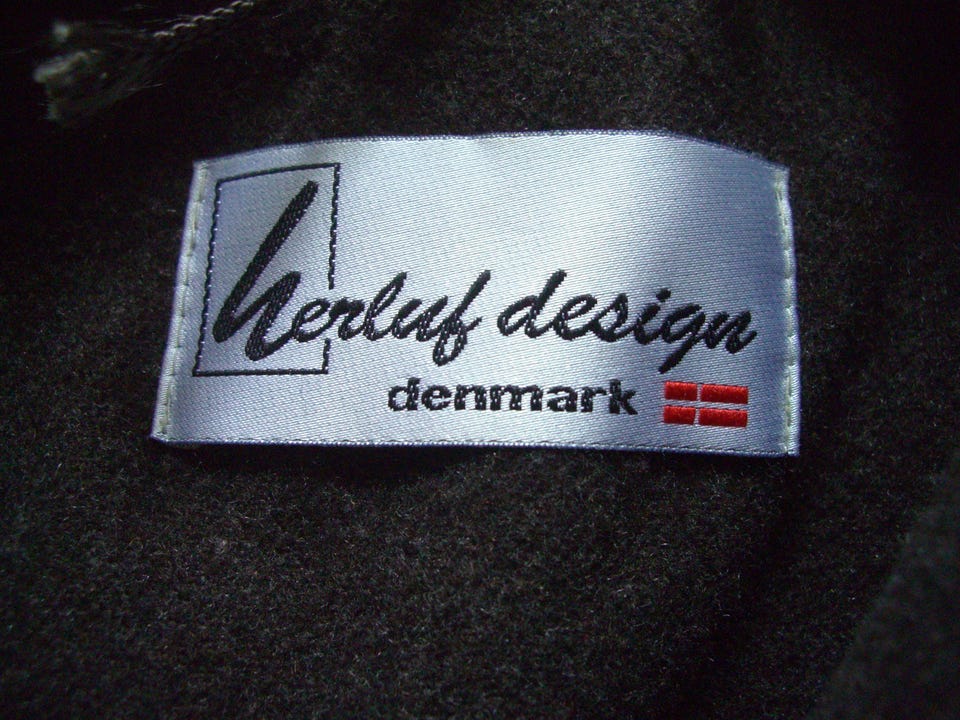 herluf design
denmark